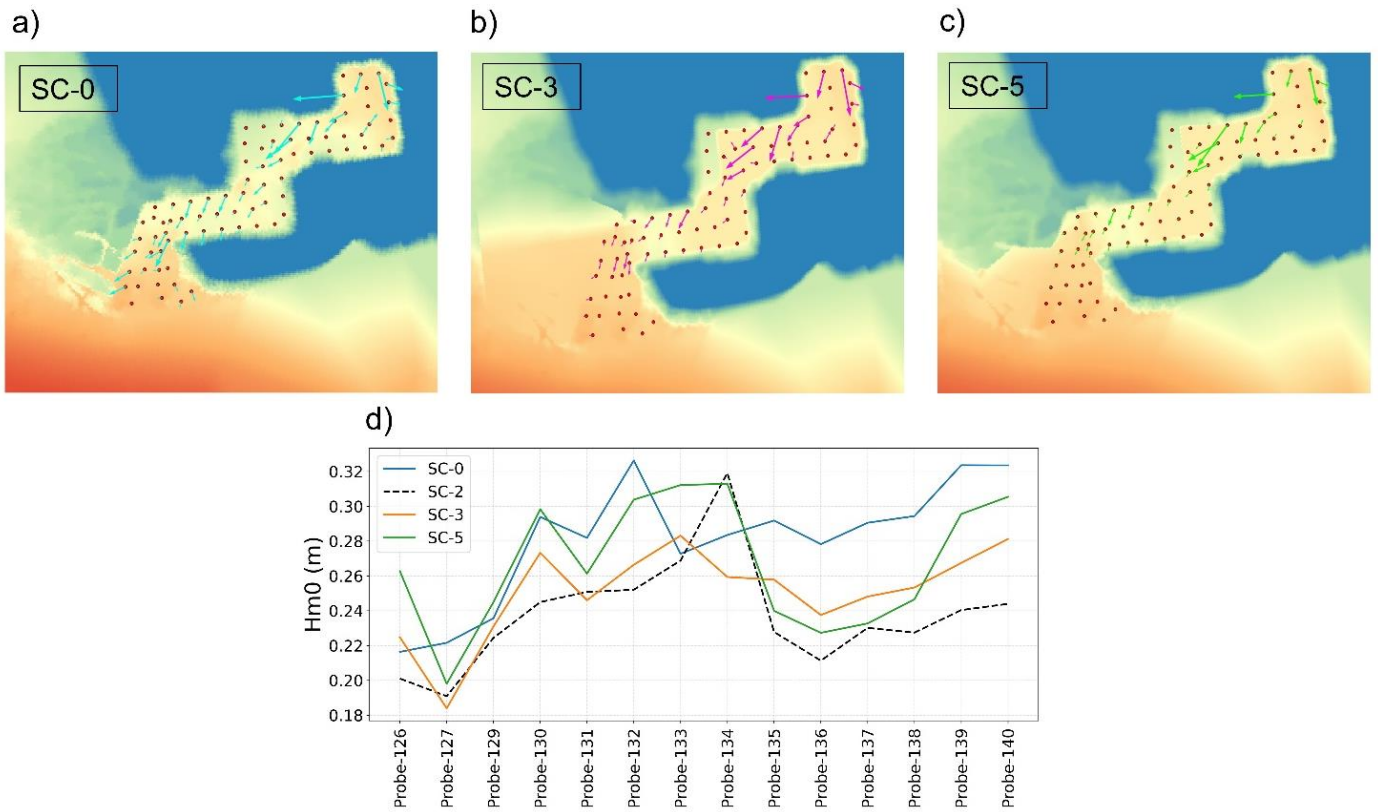 a)
b)
c)
SC-0
SC-3
SC-5
d)
Hm0 (m)
0.32
0.30
0.28
0.26
0.24
0.22
0.20
0.18
SC-0
SC-2
SC-3
SC-5
Probe-126
Probe-127
Probe-129
Probe-130
Probe-131
Probe-132
Probe-133
Probe-134
Probe-135
Probe-136
Probe-137
Probe-138
Probe-139
Probe-140